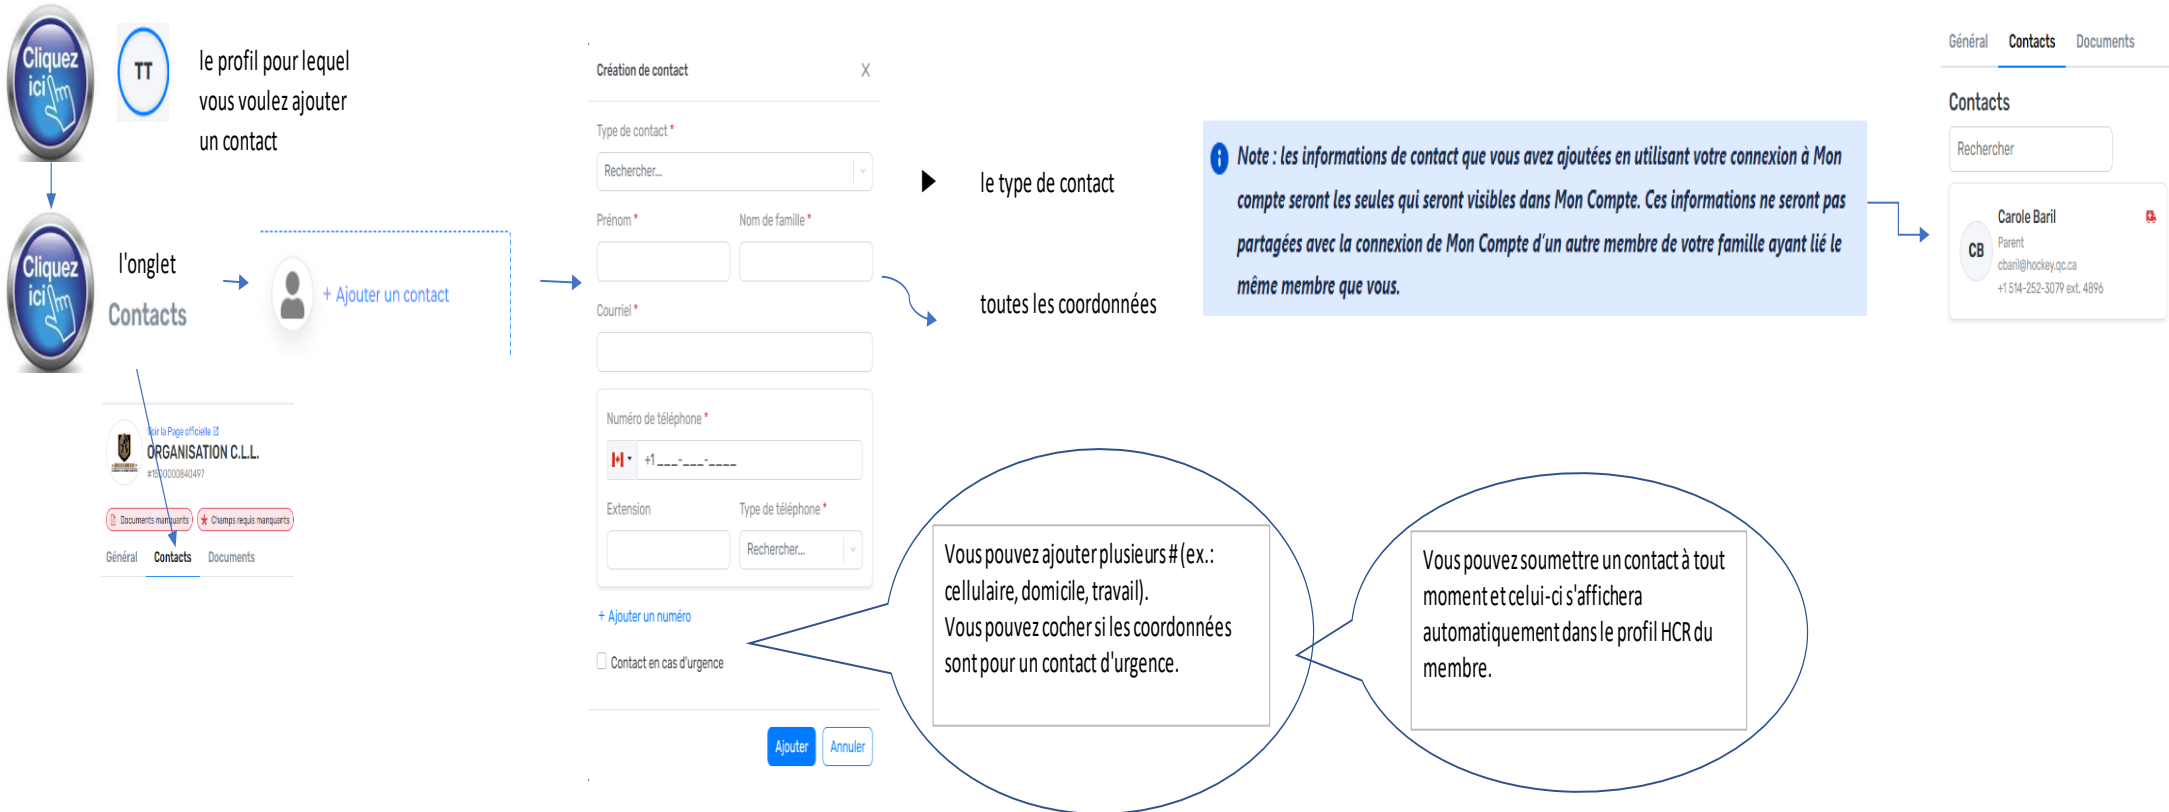 Cliquez
ici
TT
le profil pour lequel
vous voulez ajouter
un contact
Cliquez
ici
l'onglet
Contacts
+ Ajouter un contact
Voir la Page officielle
ORGANISATION C.L.L.
#1500000840497
Documents manquants
Champs requis manquants
Général Contacts Documents
Création de contact X
Type de contact *
Rechercher...
Prénom * Nom de famille *
Courriel *
Numéro de téléphone *
+1 ___-___-____
Extension Type de téléphone *
Rechercher...
+ Ajouter un numéro
Contact en cas d'urgence
Ajouter Annuler
le type de contact
toutes les coordonnées
Vous pouvez ajouter plusieurs # (ex.:
cellulaire, domicile, travail).
Vous pouvez cocher si les coordonnées
sont pour un contact d'urgence.
Note : les informations de contact que vous avez ajoutées en utilisant votre connexion à Mon
compte seront les seules qui seront visibles dans Mon Compte. Ces informations ne seront pas
partagées avec la connexion de Mon Compte d'un autre membre de votre famille ayant lié le
même membre que vous.
Vous pouvez soumettre un contact à tout
moment et celui-ci s'affichera
automatiquement dans le profil HCR du
membre.
Général Contacts Documents
Contacts
Rechercher
CB
Carole Baril
Parent
cbaril@hockey.qc.ca
+1 514-252-3079 ext. 4896